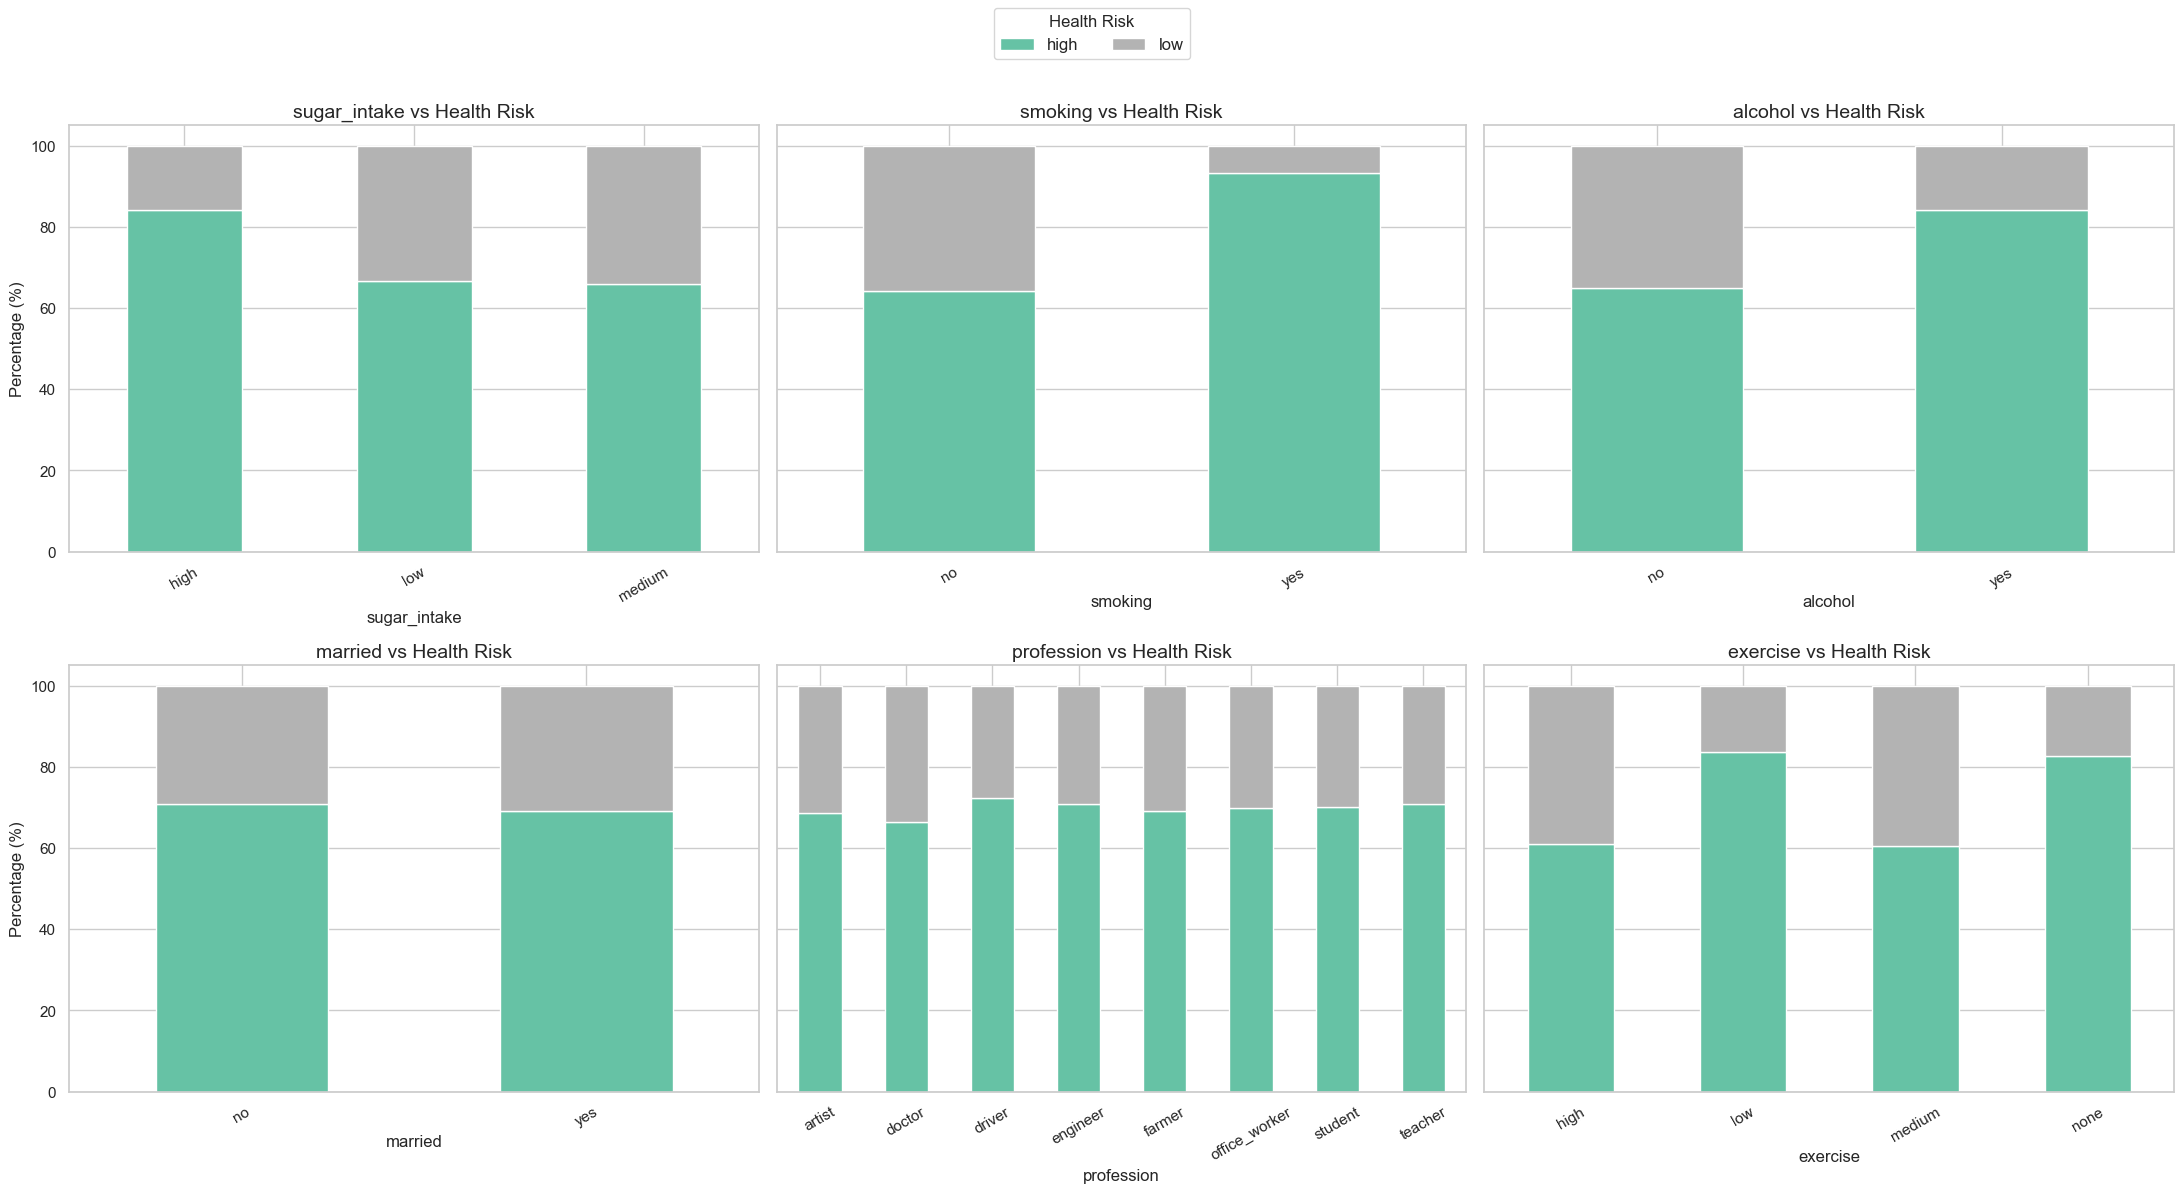 Health Risk
high low
sugar_intake vs Health Risk
100
80
60
40
20
0
Percentage (%)
high low medium
sugar_intake
smoking vs Health Risk
no yes
smoking
alcohol vs Health Risk
no yes
alcohol
married vs Health Risk
100
80
60
40
20
0
Percentage (%)
no yes
married
profession vs Health Risk
artist doctor driver engineer farmer office_worker student teacher
profession
exercise vs Health Risk
high low medium none
exercise